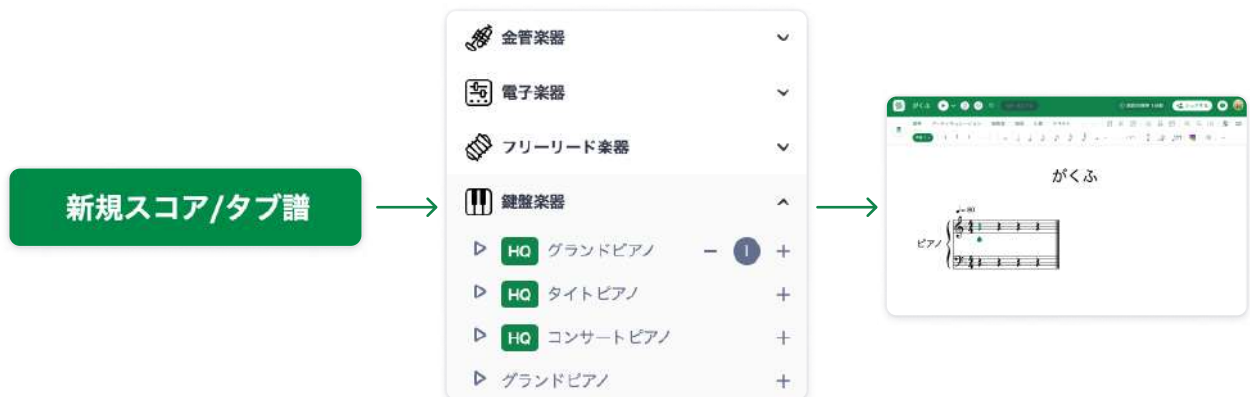 新規スコア/タブ譜
金管楽器
電子楽器
フリーリード楽器
鍵盤楽器
HQ グランドピアノ − 1 +
HQ タイトピアノ +
HQ コンサートピアノ +
グランドピアノ +
がくふ
がくふ
ピアノ